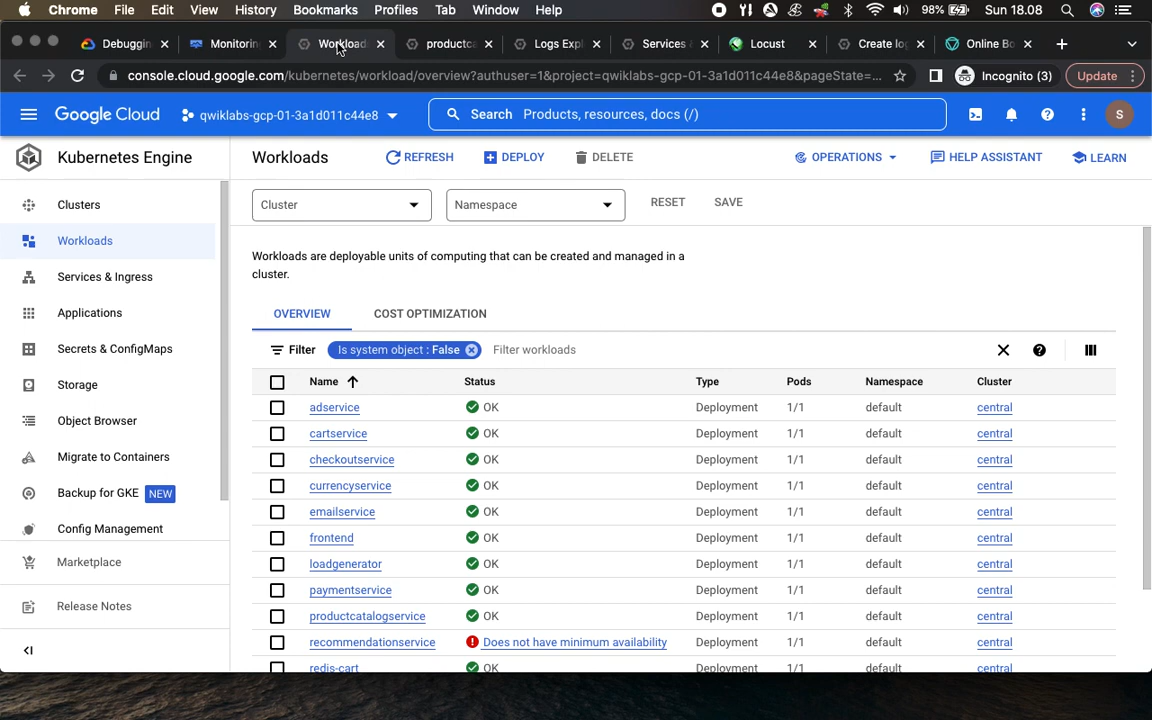 Chrome File Edit View History Bookmarks Profiles Tab Window Help 98% Sun 18.08
Debuggin Monitorin Workload productca Logs Expl Services Locust Create log Online Bo
console.cloud.google.com/kubernetes/workload/overview?authuser=1&project=qwiklabs-gcp-01-3a1d011c44e8&pageState=... Incognito (3) Update
Google Cloud qwiklabs-gcp-01-3a1d011c44e8 Search Products, resources, docs (/) S
Kubernetes Engine Workloads REFRESH DEPLOY DELETE OPERATIONS HELP ASSISTANT LEARN
Clusters
Workloads
Services & Ingress
Applications
Secrets & ConfigMaps
Storage
Object Browser
Migrate to Containers
Backup for GKE NEW
Config Management
Marketplace
Release Notes
Cluster Namespace RESET SAVE
Workloads are deployable units of computing that can be created and managed in a
cluster.
OVERVIEW COST OPTIMIZATION
Filter Is system object : False Filter workloads
Name Status Type Pods Namespace Cluster
adservice OK Deployment 1/1 default central
cartservice OK Deployment 1/1 default central
checkoutservice OK Deployment 1/1 default central
currencyservice OK Deployment 1/1 default central
emailservice OK Deployment 1/1 default central
frontend OK Deployment 1/1 default central
loadgenerator OK Deployment 1/1 default central
paymentservice OK Deployment 1/1 default central
productcatalogservice OK Deployment 1/1 default central
recommendationservice Does not have minimum availability Deployment 1/1 default central
redis-cart OK Deployment 1/1 default central